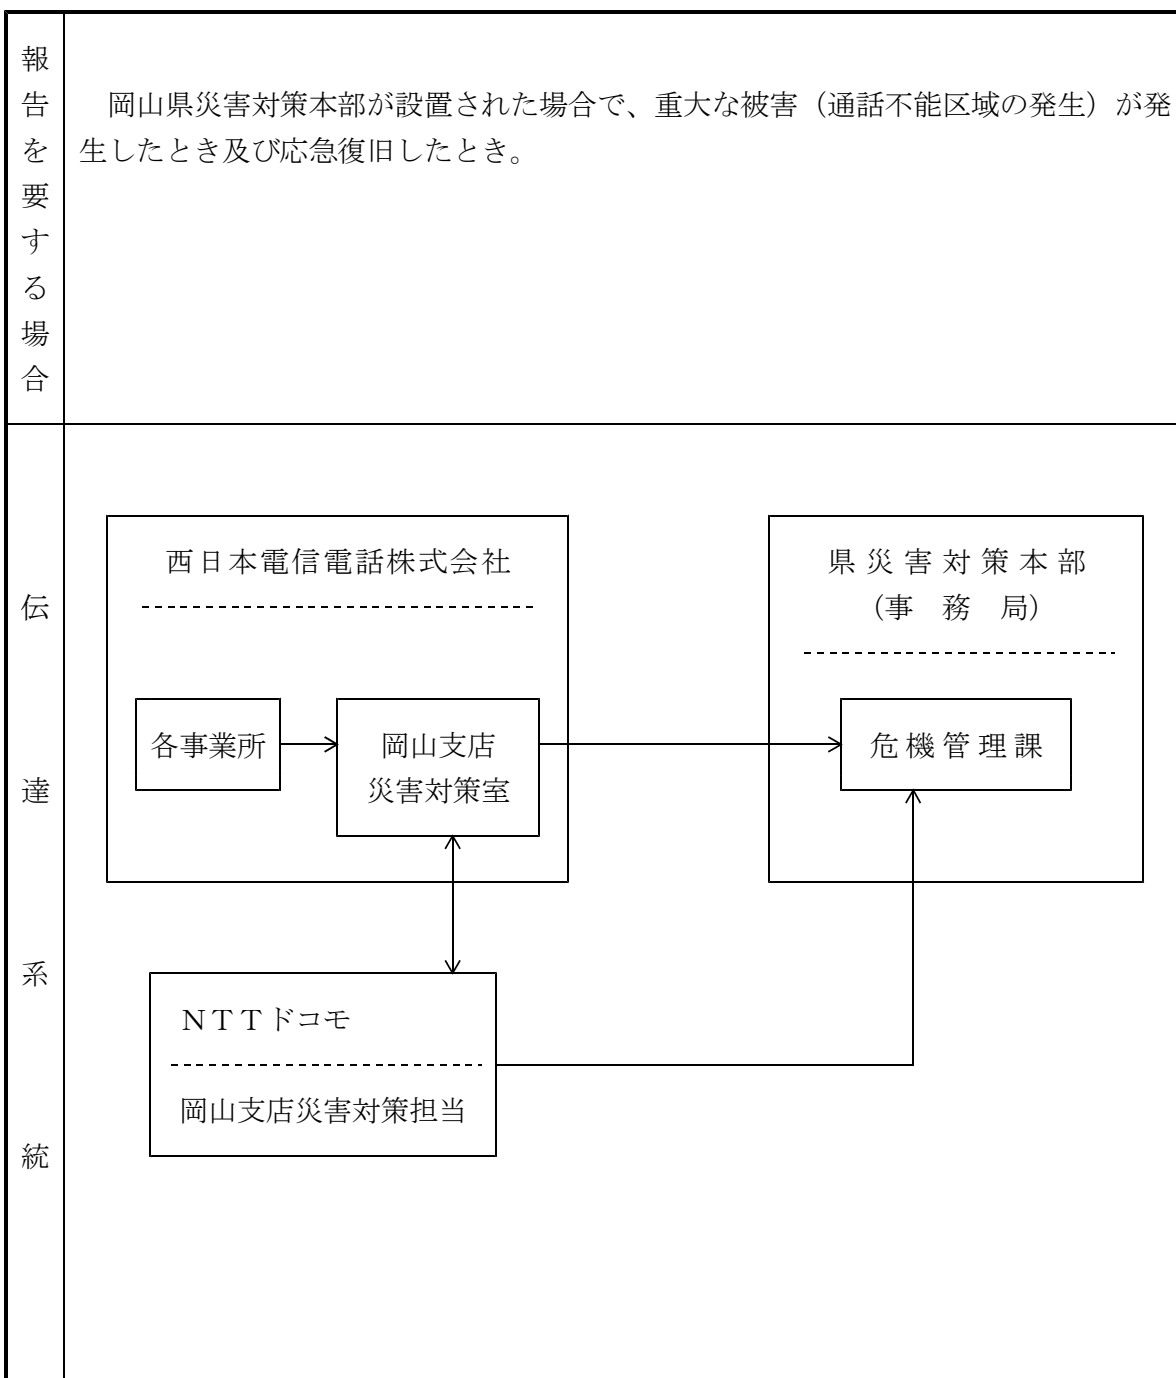 報告を要する場合
　岡山県災害対策本部が設置された場合で、重大な被害（通話不能区域の発生）が発
生したとき及び応急復旧したとき。
伝達系統
西日本電信電話株式会社
県災害対策本部
（事　務　局）
各事業所
岡山支店
災害対策室
危機管理課
ＮＴＴドコモ
岡山支店災害対策担当